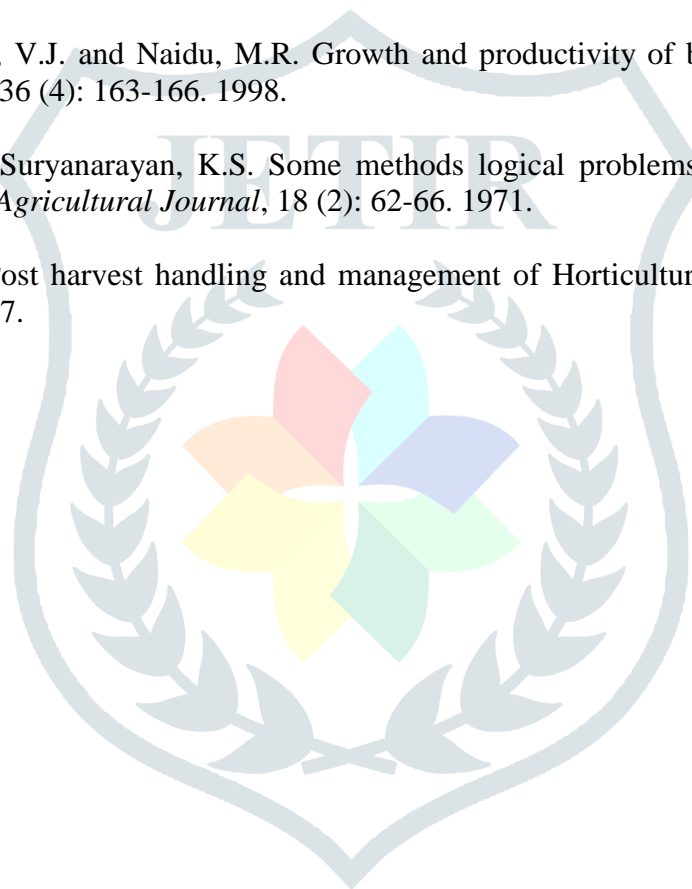 , V.J. and Naidu, M.R. Growth and productivity of
36 (4): 163-166. 1998.
Suryanarayan, K.S. Some methods logical problems
Agricultural Journal, 18 (2): 62-66. 1971.
ost harvest handling and management of Horticultur
7.
JETIR